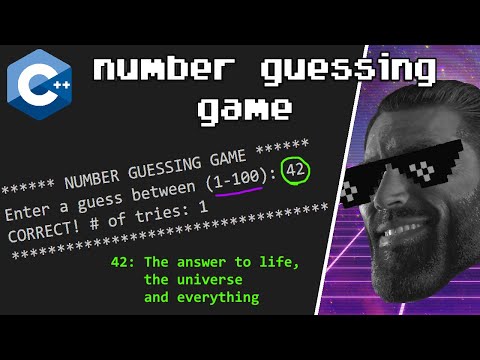 C++
number guessing
game
****** NUMBER GUESSING GAME ******
Enter a guess between (1-100): 42
CORRECT! # of tries: 1
**********************************
42: The answer to life,
the universe
and everything